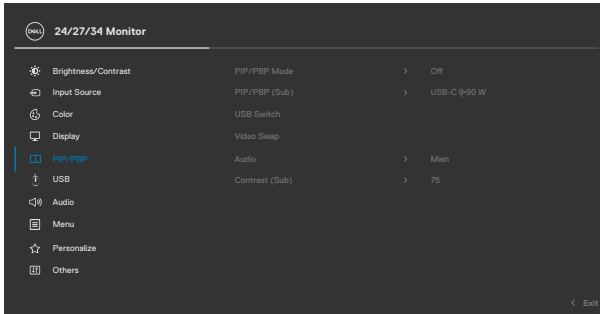 DELL 24/27/34 Monitor
Brightness/Contrast PIP/PBP Mode > Off
Input Source PIP/PBP (Sub) > USB-C 90 W
Color USB Switch
Display Video Swap
PIP/PBP Audio > Main
USB Contrast (Sub) > 75
Audio
Menu
Personalize
Others
< Exit